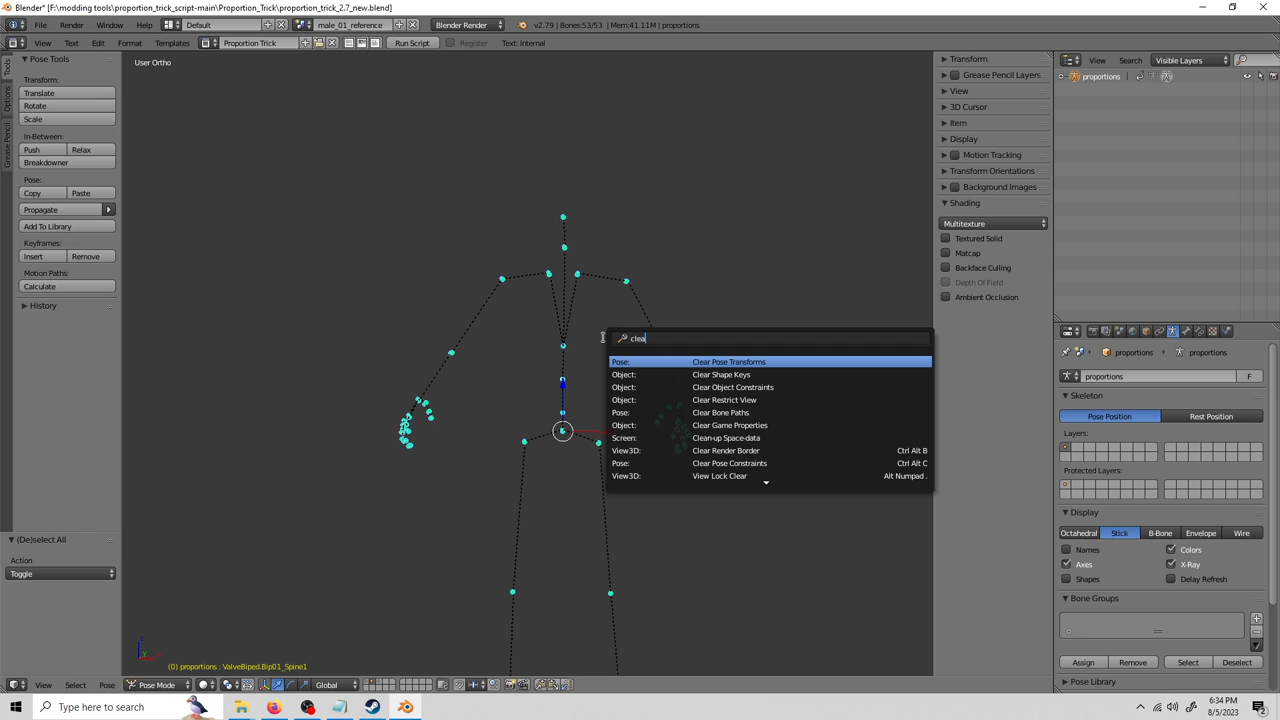 Blender* [F:\modding tools\proportion_trick_script-main\Proportion_Trick\proportion_trick_2.7_new.blend]
File Render Window Help Default male_01_reference Blender Render v2.79 | Bones:53/53 | Mem:41.11M | proportions
View Text Edit Format Templates Proportion Trick Run Script Register Text: Internal
View Search Visible Layers
Tools
Options
Grease Pencil
Pose Tools
Transform:
Translate
Rotate
Scale
In-Between:
Push Relax
Breakdowner
Pose:
Copy Paste
Propagate
Add To Library
Keyframes:
Insert Remove
Motion Paths:
Calculate
History
(De)select All
Action
Toggle
User Ortho
clea
Pose: Clear Pose Transforms
Object: Clear Shape Keys
Object: Clear Object Constraints
Object: Clear Restrict View
Pose: Clear Bone Paths
Object: Clear Game Properties
Screen: Clean-up Space-data
View3D: Clear Render Border Ctrl Alt B
Pose: Clear Pose Constraints Ctrl Alt C
View3D: View Lock Clear Alt Numpad .
(0) proportions : ValveBiped.Bip01_Spine1
View Select Pose Pose Mode Global
Transform
Grease Pencil Layers
View
3D Cursor
Item
Display
Motion Tracking
Transform Orientations
Background Images
Shading
Multitexture
Textured Solid
Matcap
Backface Culling
Depth Of Field
Ambient Occlusion
proportions
proportions proportions
proportions F
Skeleton
Pose Position Rest Position
Layers:
Protected Layers:
Display
Octahedral Stick B-Bone Envelope Wire
Names Colors
Axes X-Ray
Shapes Delay Refresh
Bone Groups
Assign Remove Select Deselect
Pose Library
Type here to search
6:34 PM
8/5/2023